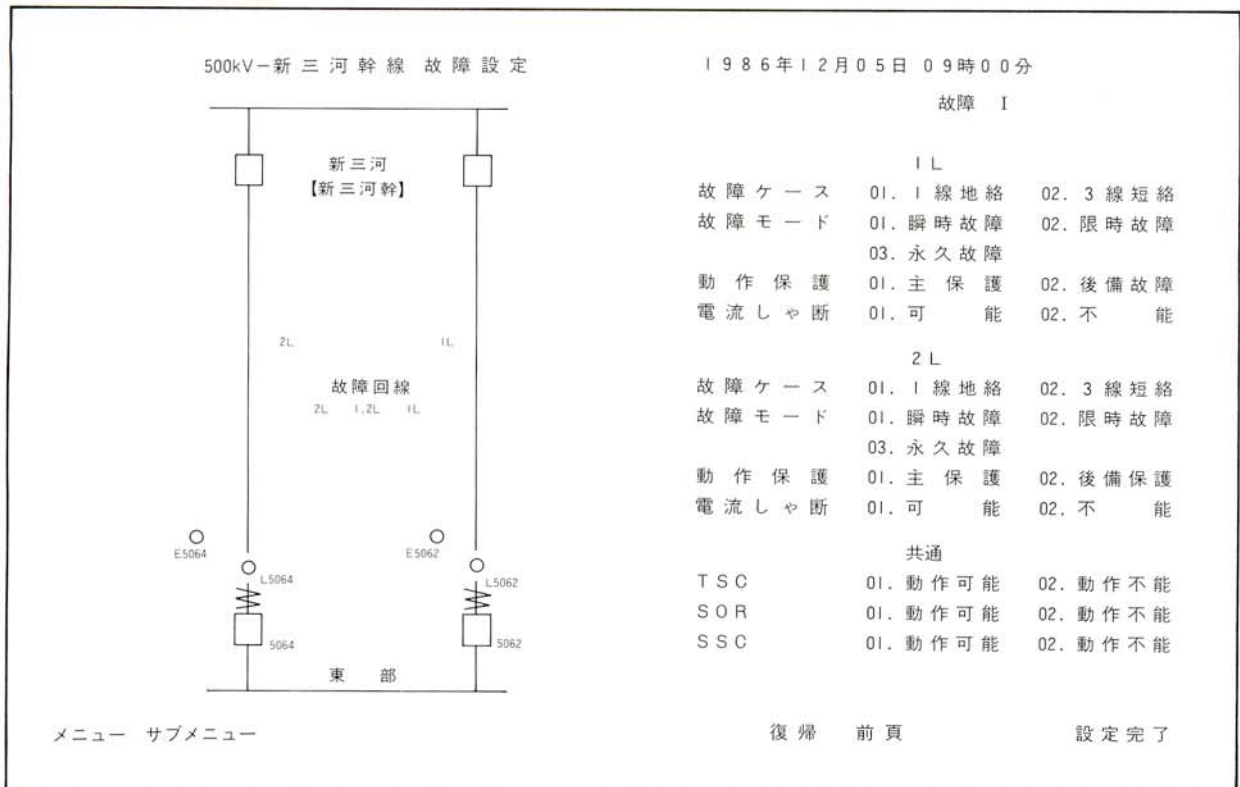 500kV-新三河幹線 故障設定
1986年12月05日 09時00分
故障 I
新三河
【新三河幹】
2L 1L
故障回線
2L 1.2L 1L
E5064
E5062
L5064
L5062
5064
5062
東部
1L
故障ケース 01. 1線地絡 02. 3線短絡
故障モード 01. 瞬時故障 02. 限時故障
03. 永久故障
動作保護 01. 主保護 02. 後備故障
電流しゃ断 01. 可能 02. 不能
2L
故障ケース 01. 1線地絡 02. 3線短絡
故障モード 01. 瞬時故障 02. 限時故障
03. 永久故障
動作保護 01. 主保護 02. 後備保護
電流しゃ断 01. 可能 02. 不能
共通
TSC 01. 動作可能 02. 動作不能
SOR 01. 動作可能 02. 動作不能
SSC 01. 動作可能 02. 動作不能
メニュー サブメニュー 復帰 前頁 設定完了